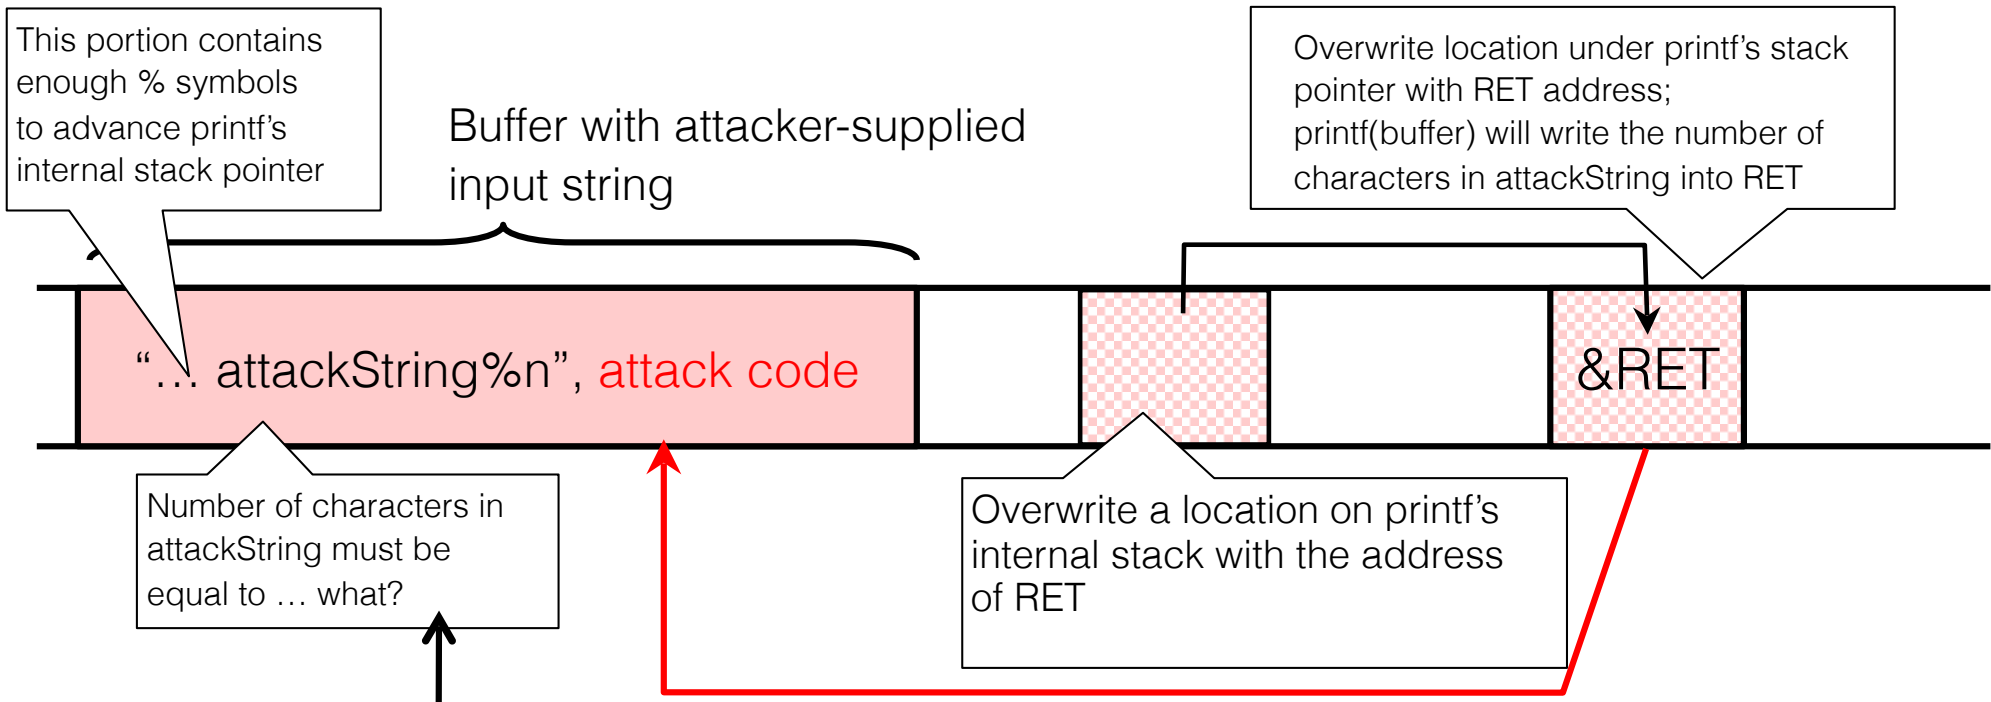 This portion contains
enough % symbols
to advance printf’s
internal stack pointer
Buffer with attacker-supplied
input string
Overwrite location under printf’s stack
pointer with RET address;
printf(buffer) will write the number of
characters in attackString into RET
“… attackString%n”, attack code
&RET
Number of characters in
attackString must be
equal to … what?
Overwrite a location on printf’s
internal stack with the address
of RET